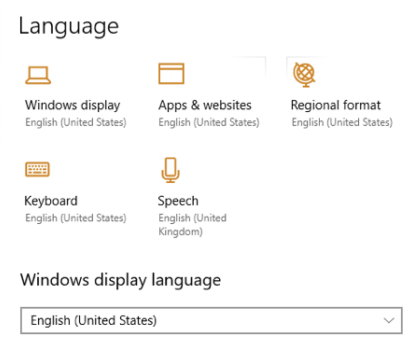 Language
Windows display
English (United States)
Apps & websites
English (United States)
Regional format
English (United States)
Keyboard
English (United States)
Speech
English (United
Kingdom)
Windows display language
English (United States)